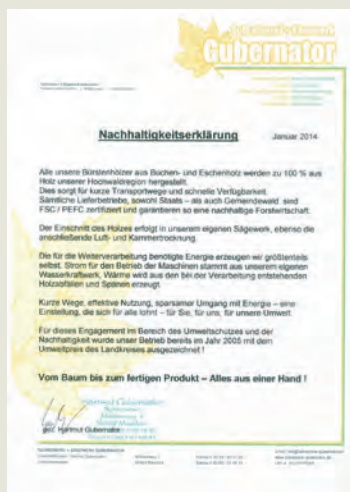 Gubernator
Nachhaltigkeitserklärung Januar 2014
Alle unsere Bürstenhölzer aus Buchen- und Eschenholz werden zu 100 % aus
Holz unserer Hochwaldregion hergestellt.
Dies sorgt für kurze Transportwege und schnelle Verfügbarkeit.
Sämtliche Lieferbetriebe, sowohl Staats – als auch Gemeindewald sind
FSC / PEFC zertifiziert und garantieren so eine nachhaltige Forstwirtschaft.
Der Einschnitt des Holzes erfolgt in unserem eigenen Sägewerk, ebenso die
anschließende Luft- und Kammertrocknung.
Die für die Weiterverarbeitung benötigte Energie erzeugen wir größtenteils
selbst. Strom für den Betrieb der Maschinen stammt aus unserem eigenen
Wasserkraftwerk, Wärme wird aus den bei der Verarbeitung entstehenden
Holzabfällen und Spänen erzeugt.
Kurze Wege, effektive Nutzung, sparsamer Umgang mit Energie – eine
Einstellung, die sich für alle lohnt - für Sie, für uns, für unsere Umwelt.
Für dieses Engagement im Bereich des Umweltschutzes und der
Nachhaltigkeit wurde unser Betrieb bereits im Jahr 2005 mit dem
Umweltpreis des Landkreises ausgezeichnet !
Vom Baum bis zum fertigen Produkt – Alles aus einer Hand !
Hartmut Gubernator
gez. Hartmut Gubernator